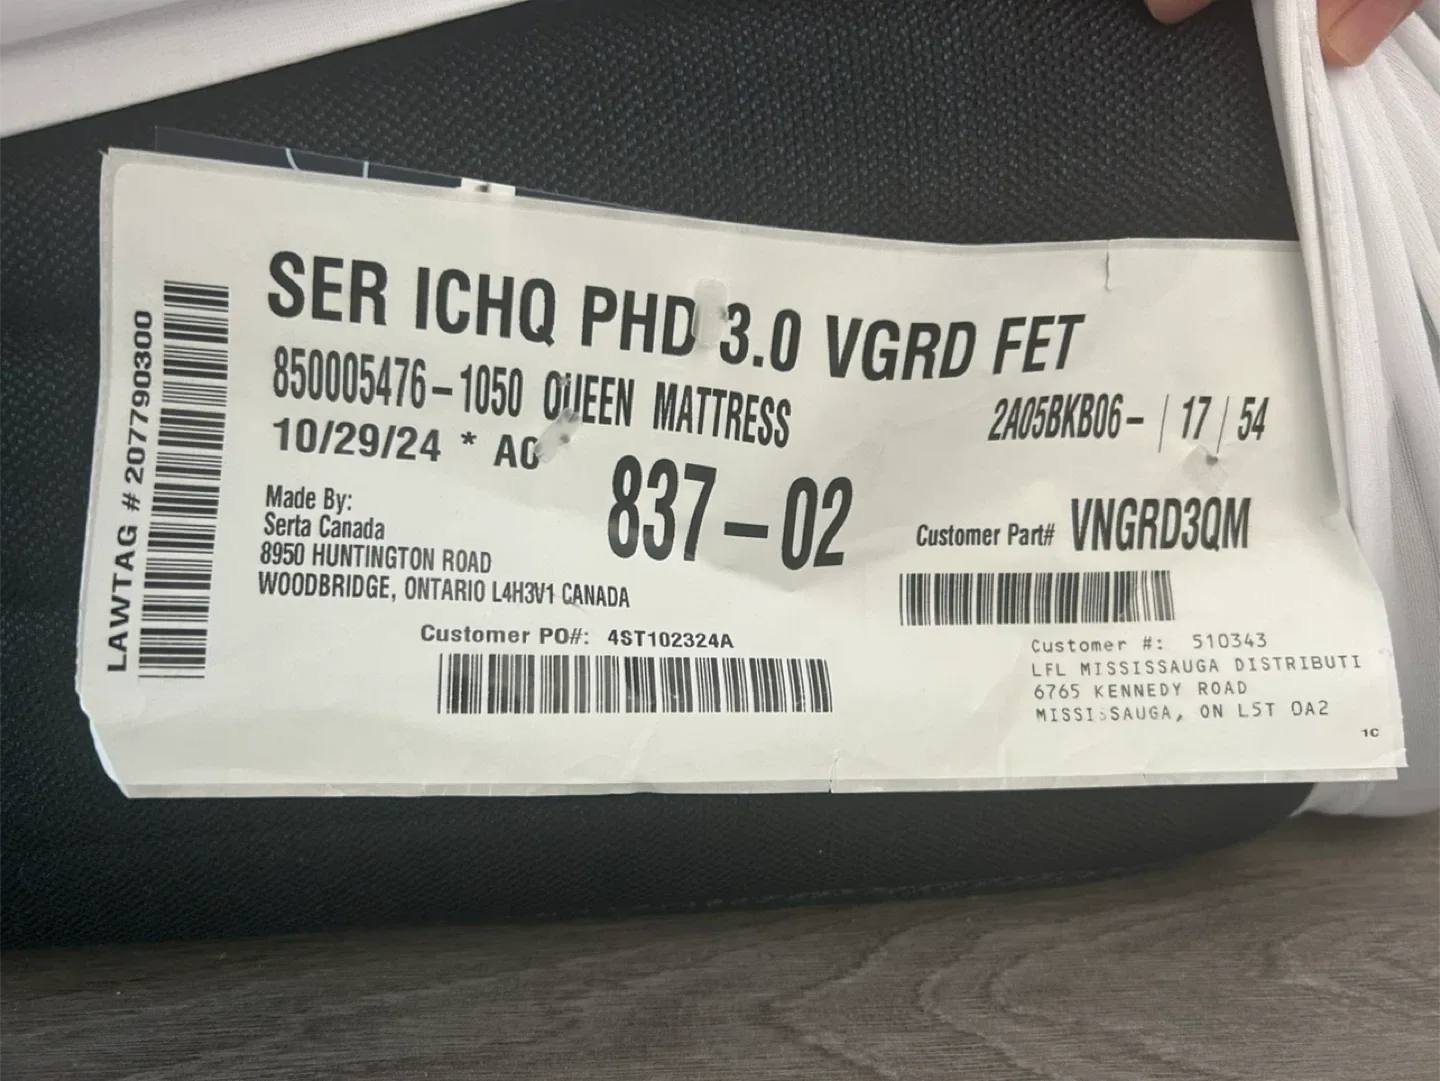 LAWTAG # 207790300
SER ICHQ PHD 3.0 VGRD FET
850005476-1050 QUEEN MATTRESS
2A05BKB06- | 17 | 54
10/29/24 * AO
837-02
Made By:
Serta Canada
8950 HUNTINGTON ROAD
WOODBRIDGE, ONTARIO L4H3V1 CANADA
Customer Part# VNGRD3QM
Customer PO#: 4ST102324A
Customer #: 510343
LFL MISSISSAUGA DISTRIBUTI
6765 KENNEDY ROAD
MISSISSAUGA, ON L5T 0A2
1C